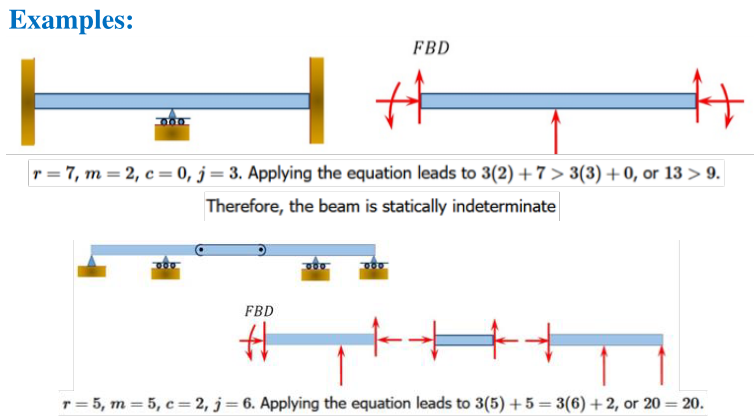 Examples:
FBD
r = 7, m = 2, c = 0, j = 3. Applying the equation leads to 3(2) + 7 > 3(3) + 0, or 13 > 9.
Therefore, the beam is statically indeterminate
FBD
r = 5, m = 5, c = 2, j = 6. Applying the equation leads to 3(5) + 5 = 3(6) + 2, or 20 = 20.